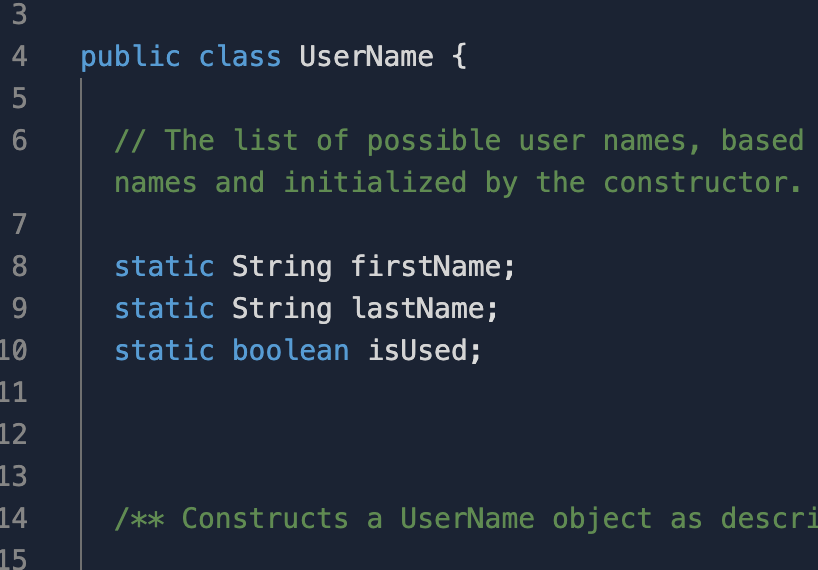 3
4 public class UserName {
5
6 // The list of possible user names, based
names and initialized by the constructor.
7
8 static String firstName;
9 static String lastName;
10 static boolean isUsed;
11
12
13
14 /** Constructs a UserName object as descri
15